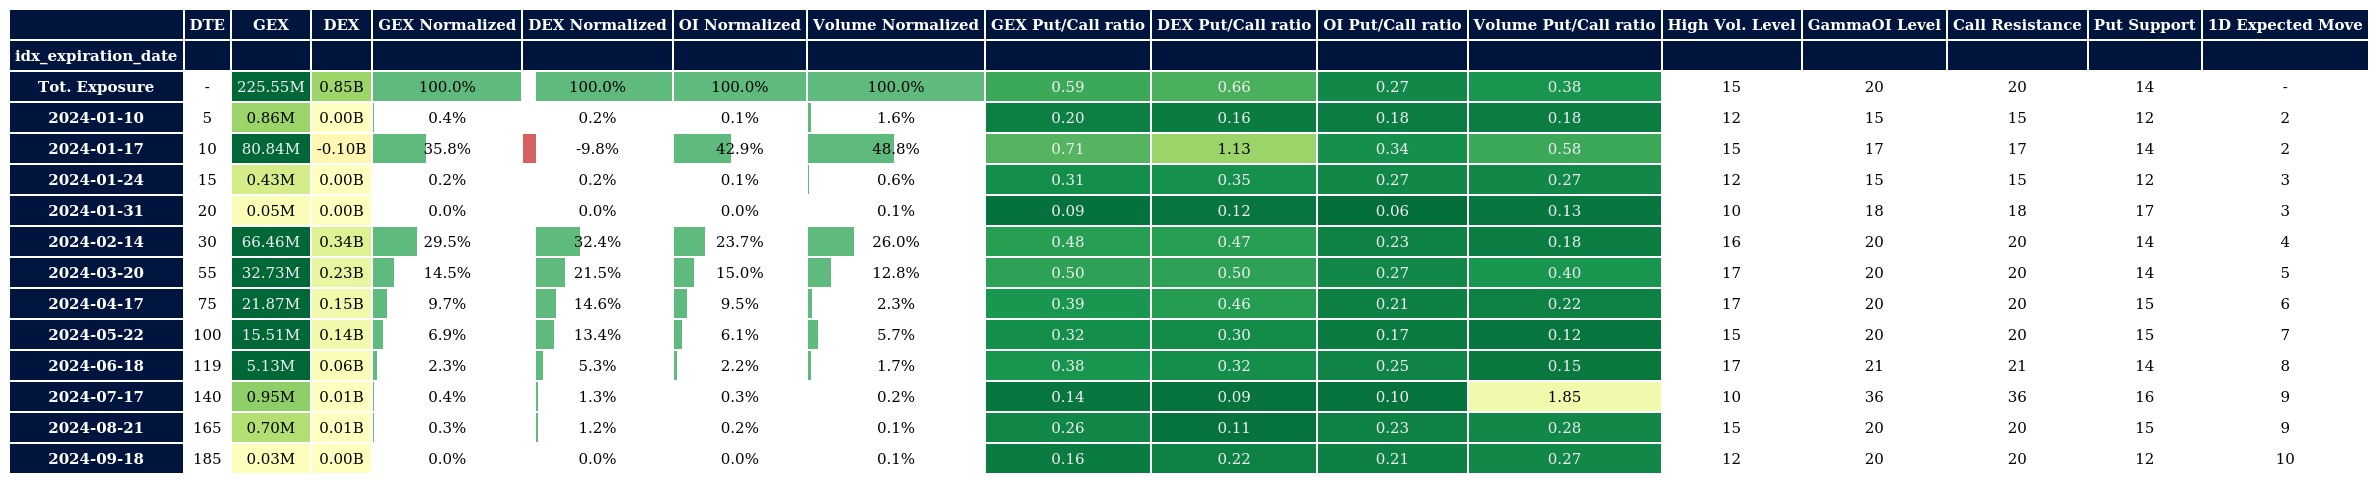 DTE GEX DEX GEX Normalized DEX Normalized OI Normalized Volume Normalized GEX Put/Call ratio DEX Put/Call ratio OI Put/Call ratio Volume Put/Call ratio High Vol. Level GammaOI Level Call Resistance Put Support 1D Expected Move
idx_expiration_date
Tot. Exposure - 225.55M 0.85B 100.0% 100.0% 100.0% 100.0% 0.59 0.66 0.27 0.38 15 20 20 14 -
2024-01-10 5 0.86M 0.00B 0.4% 0.2% 0.1% 1.6% 0.20 0.16 0.18 0.18 12 15 15 12 2
2024-01-17 10 80.84M -0.10B 35.8% -9.8% 42.9% 48.8% 0.71 1.13 0.34 0.58 15 17 17 14 2
2024-01-24 15 0.43M 0.00B 0.2% 0.2% 0.1% 0.6% 0.31 0.35 0.27 0.27 12 15 15 12 3
2024-01-31 20 0.05M 0.00B 0.0% 0.0% 0.0% 0.1% 0.09 0.12 0.06 0.13 10 18 18 17 3
2024-02-14 30 66.46M 0.34B 29.5% 32.4% 23.7% 26.0% 0.48 0.47 0.23 0.18 16 20 20 14 4
2024-03-20 55 32.73M 0.23B 14.5% 21.5% 15.0% 12.8% 0.50 0.50 0.27 0.40 17 20 20 14 5
2024-04-17 75 21.87M 0.15B 9.7% 14.6% 9.5% 2.3% 0.39 0.46 0.21 0.22 17 20 20 15 6
2024-05-22 100 15.51M 0.14B 6.9% 13.4% 6.1% 5.7% 0.32 0.30 0.17 0.12 15 20 20 15 7
2024-06-18 119 5.13M 0.06B 2.3% 5.3% 2.2% 1.7% 0.38 0.32 0.25 0.15 17 21 21 14 8
2024-07-17 140 0.95M 0.01B 0.4% 1.3% 0.3% 0.2% 0.14 0.09 0.10 1.85 10 36 36 16 9
2024-08-21 165 0.70M 0.01B 0.3% 1.2% 0.2% 0.1% 0.26 0.11 0.23 0.28 15 20 20 15 9
2024-09-18 185 0.03M 0.00B 0.0% 0.0% 0.0% 0.1% 0.16 0.22 0.21 0.27 12 20 20 12 10